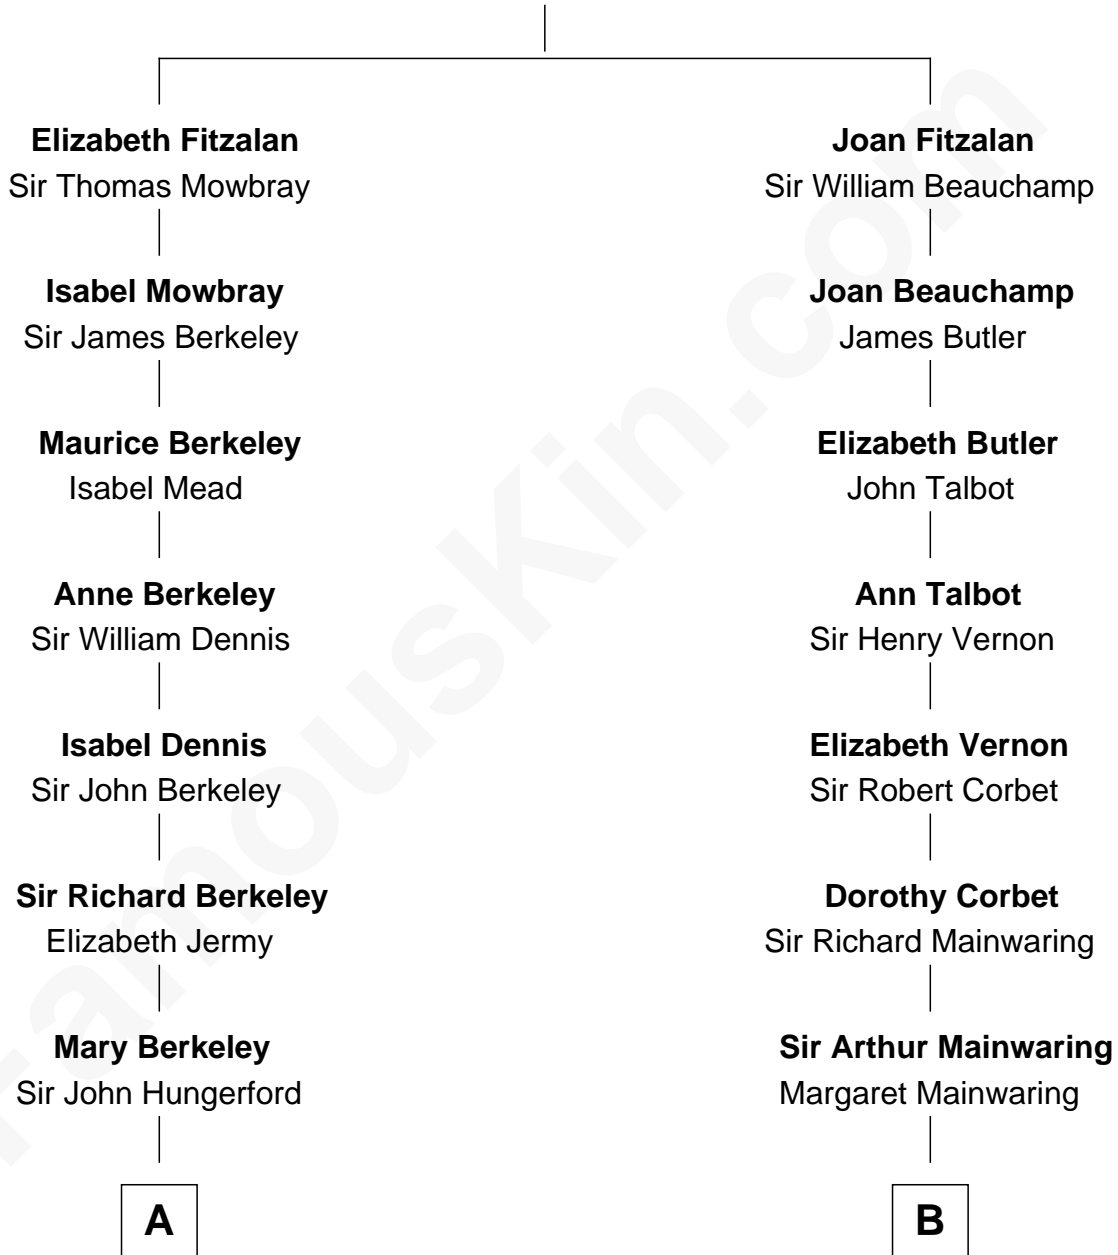 Elizabeth Fitzalan
Sir Thomas Mowbray
Isabel Mowbray
Sir James Berkeley
Maurice Berkeley
Isabel Mead
Anne Berkeley
Sir William Dennis
Isabel Dennis
Sir John Berkeley
Sir Richard Berkeley
Elizabeth Jermy
Mary Berkeley
Sir John Hungerford
A
Joan Fitzalan
Sir William Beauchamp
Joan Beauchamp
James Butler
Elizabeth Butler
John Talbot
Ann Talbot
Sir Henry Vernon
Elizabeth Vernon
Sir Robert Corbet
Dorothy Corbet
Sir Richard Mainwaring
Sir Arthur Mainwaring
Margaret Mainwaring
B
FamousKin.com